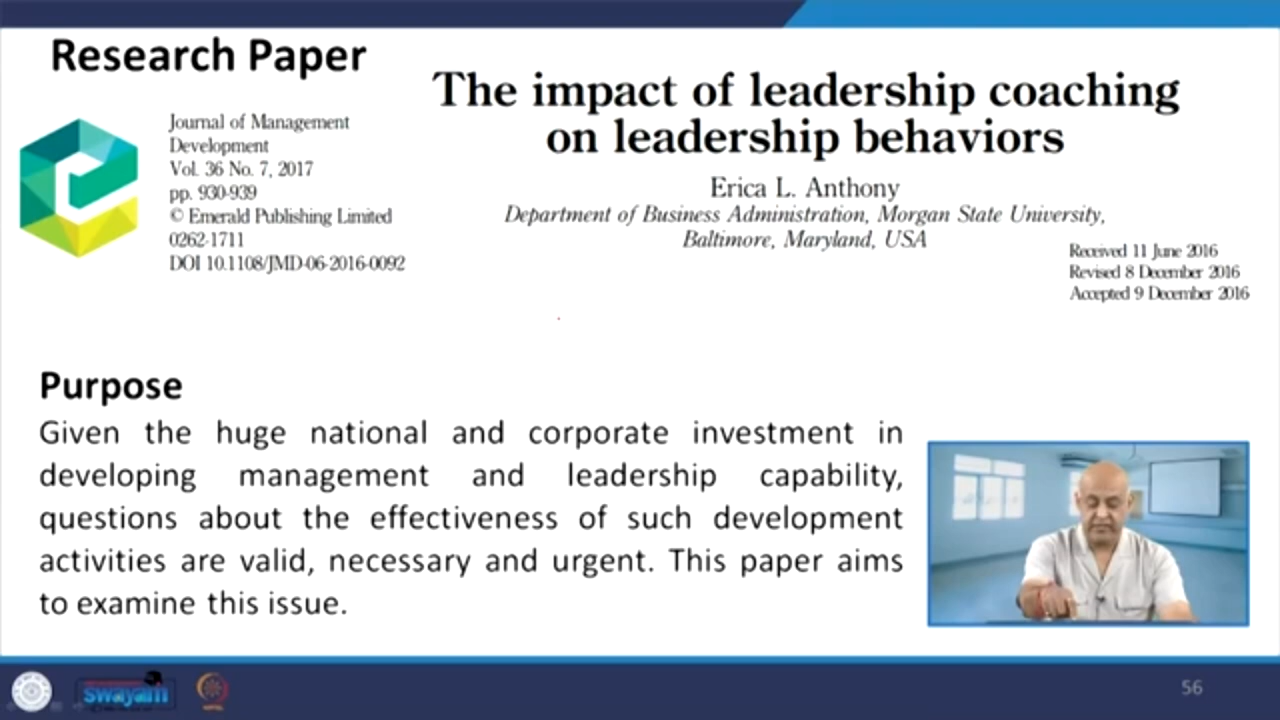 Research Paper
The impact of leadership coaching
on leadership behaviors
Journal of Management
Development
Vol. 36 No. 7, 2017
pp. 930-939
© Emerald Publishing Limited
0262-1711
DOI 10.1108/JMD-06-2016-0092
Erica L. Anthony
Department of Business Administration, Morgan State University,
Baltimore, Maryland, USA
Received 11 June 2016
Revised 8 December 2016
Accepted 9 December 2016
Purpose
Given the huge national and corporate investment in
developing management and leadership capability,
questions about the effectiveness of such development
activities are valid, necessary and urgent. This paper aims
to examine this issue.
swayam
56